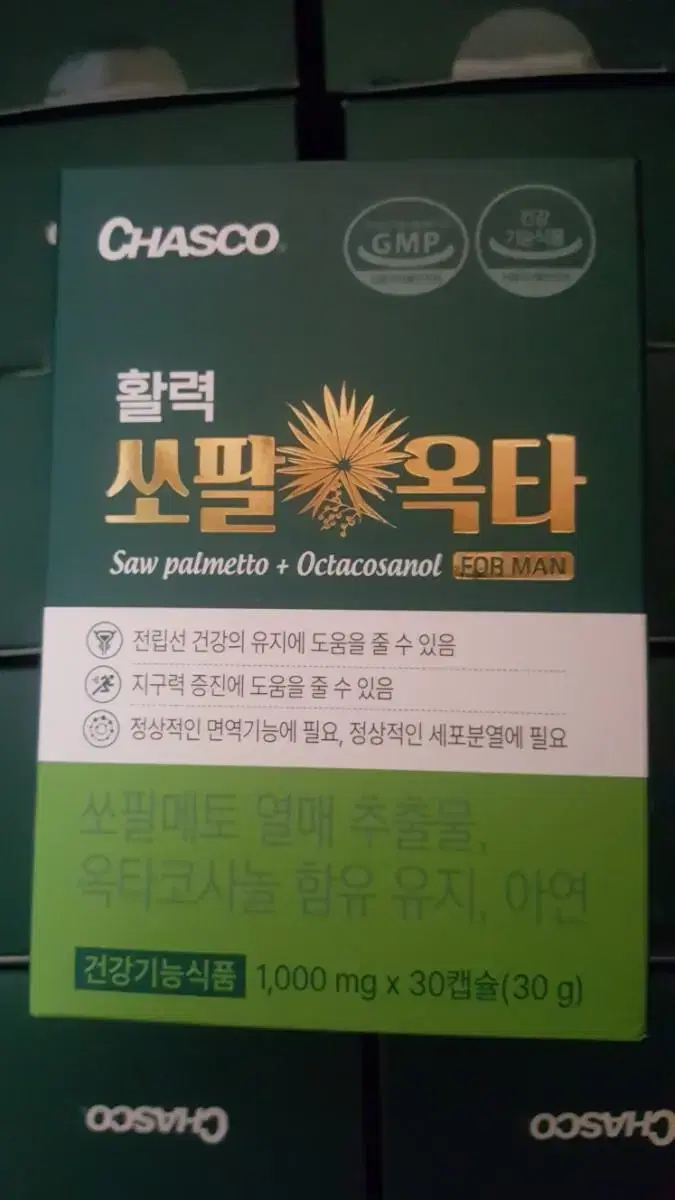 CHASCO
GMP
건강
기능식품
활력
쏘팔 옥타
Saw palmetto + Octacosanol FOR MAN
전립선 건강의 유지에 도움을 줄 수 있음
지구력 증진에 도움을 줄 수 있음
정상적인 면역기능에 필요, 정상적인 세포분열에 필요
쏘팔메토 열매 추출물,
옥타코사놀 함유 유지, 아연
건강기능식품 1,000 mg x 30캡슐(30 g)
CHASCO
CHASCO